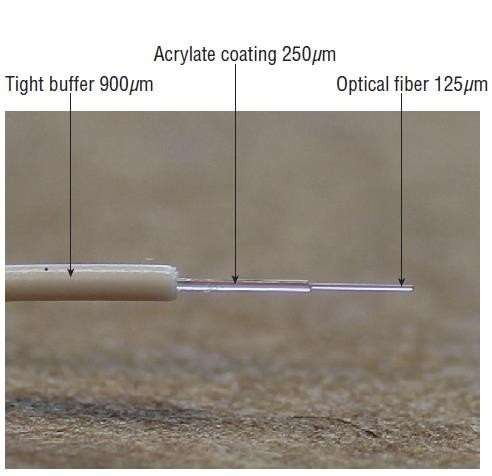 Acrylate coating 250µm
Tight buffer 900µm
Optical fiber 125µm